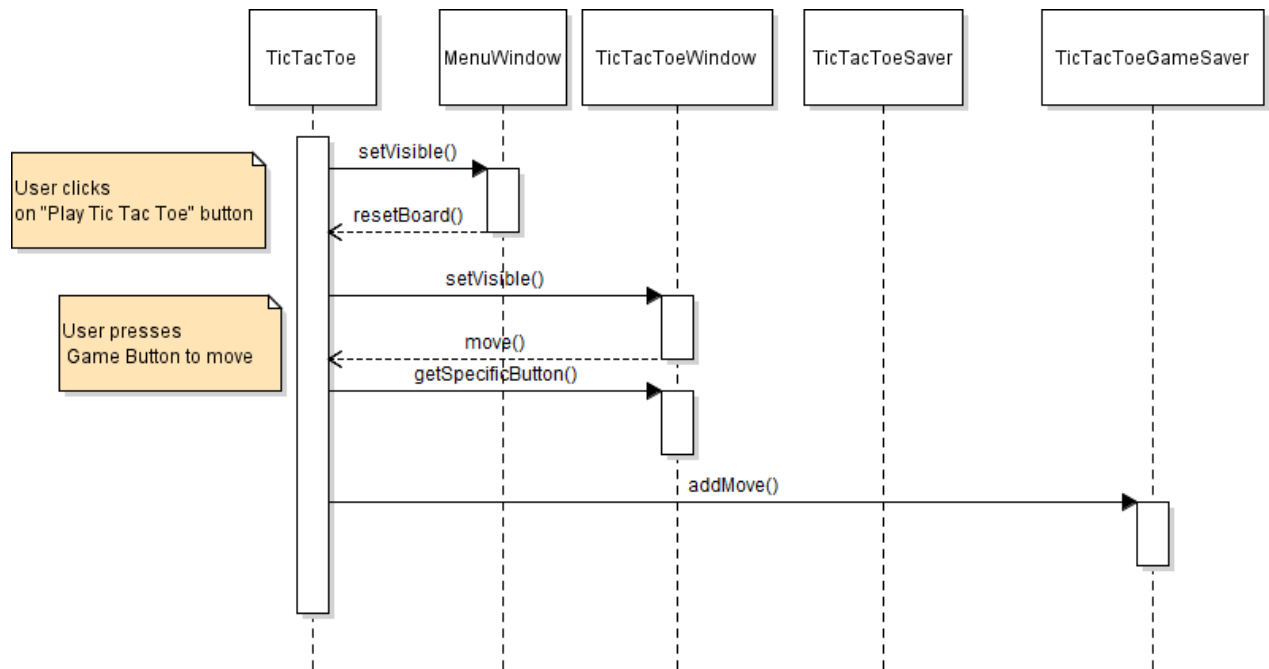 TicTacToe
MenuWindow
TicTacToeWindow
TicTacToeSaver
TicTacToeGameSaver
setVisible()
User clicks
on "Play Tic Tac Toe" button
resetBoard()
setVisible()
User presses
Game Button to move
move()
getSpecificButton()
addMove()